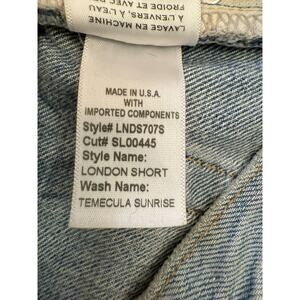 LAVAGE EN MACHINE
À L'ENVERS, À L'EAU
FROIDE ET AVEC
MADE IN U.S.A.
WITH
IMPORTED COMPONENTS
Style# LNDS707S
Cut# SL00445
Style Name:
LONDON SHORT
Wash Name:
TEMECULA SUNRISE